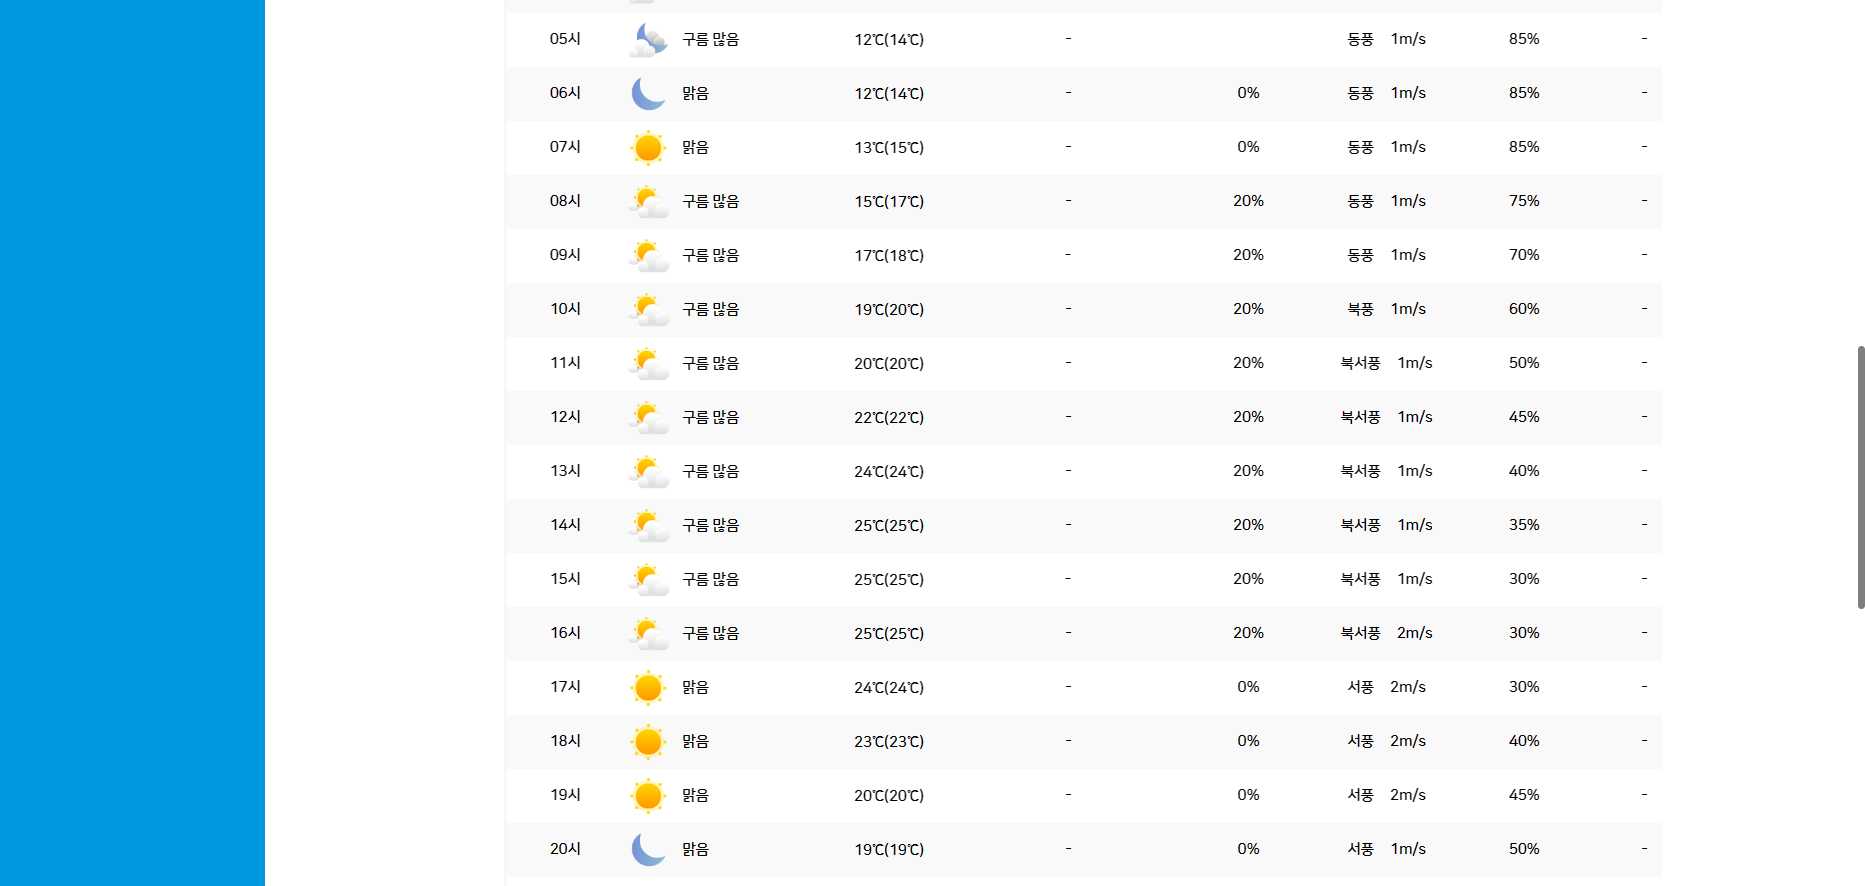 05시 구름 많음 12℃(14℃) - 동풍 1m/s 85% -
06시 맑음 12℃(14℃) - 0% 동풍 1m/s 85% -
07시 맑음 13℃(15℃) - 0% 동풍 1m/s 85% -
08시 구름 많음 15℃(17℃) - 20% 동풍 1m/s 75% -
09시 구름 많음 17℃(18℃) - 20% 동풍 1m/s 70% -
10시 구름 많음 19℃(20℃) - 20% 북풍 1m/s 60% -
11시 구름 많음 20℃(20℃) - 20% 북서풍 1m/s 50% -
12시 구름 많음 22℃(22℃) - 20% 북서풍 1m/s 45% -
13시 구름 많음 24℃(24℃) - 20% 북서풍 1m/s 40% -
14시 구름 많음 25℃(25℃) - 20% 북서풍 1m/s 35% -
15시 구름 많음 25℃(25℃) - 20% 북서풍 1m/s 30% -
16시 구름 많음 25℃(25℃) - 20% 북서풍 2m/s 30% -
17시 맑음 24℃(24℃) - 0% 서풍 2m/s 30% -
18시 맑음 23℃(23℃) - 0% 서풍 2m/s 40% -
19시 맑음 20℃(20℃) - 0% 서풍 2m/s 45% -
20시 맑음 19℃(19℃) - 0% 서풍 1m/s 50% -